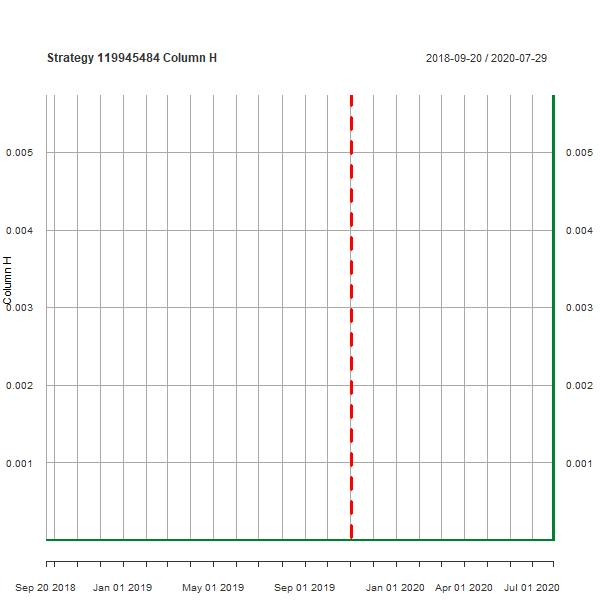 Strategy 119945484 Column H
2018-09-20 / 2020-07-29
0.005 0.005
0.004 0.004
Column H
0.003 0.003
0.002 0.002
0.001 0.001
Sep 20 2018 Jan 01 2019 May 01 2019 Sep 01 2019 Jan 01 2020 Apr 01 2020 Jul 01 2020